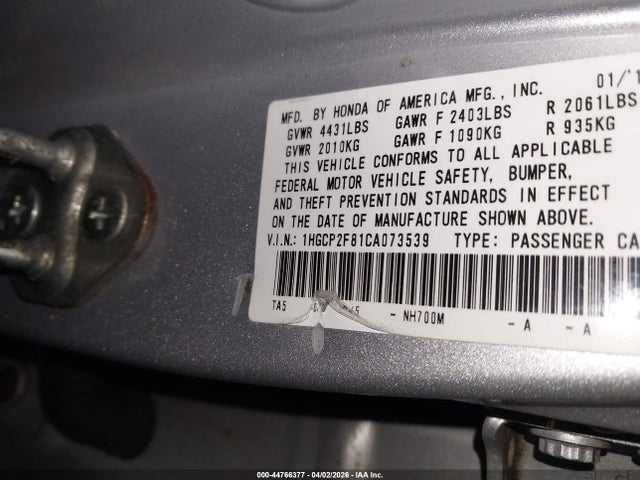 MFD. BY HONDA OF AMERICA MFG., INC. 01/'1
GVWR 4431LBS GAWR F 2403LBS R 2061LBS
GVWR 2010KG GAWR F 1090KG R 935KG
THIS VEHICLE CONFORMS TO ALL APPLICABLE
FEDERAL MOTOR VEHICLE SAFETY, BUMPER,
AND THEFT PREVENTION STANDARDS IN EFFECT
ON THE DATE OF MANUFACTURE SHOWN ABOVE.
V.I.N.: 1HGCP2F81CA073539 TYPE: PASSENGER CA
TA5 - NH700M - A - A
000-44766377 - 04/02/2026 - IAA Inc.